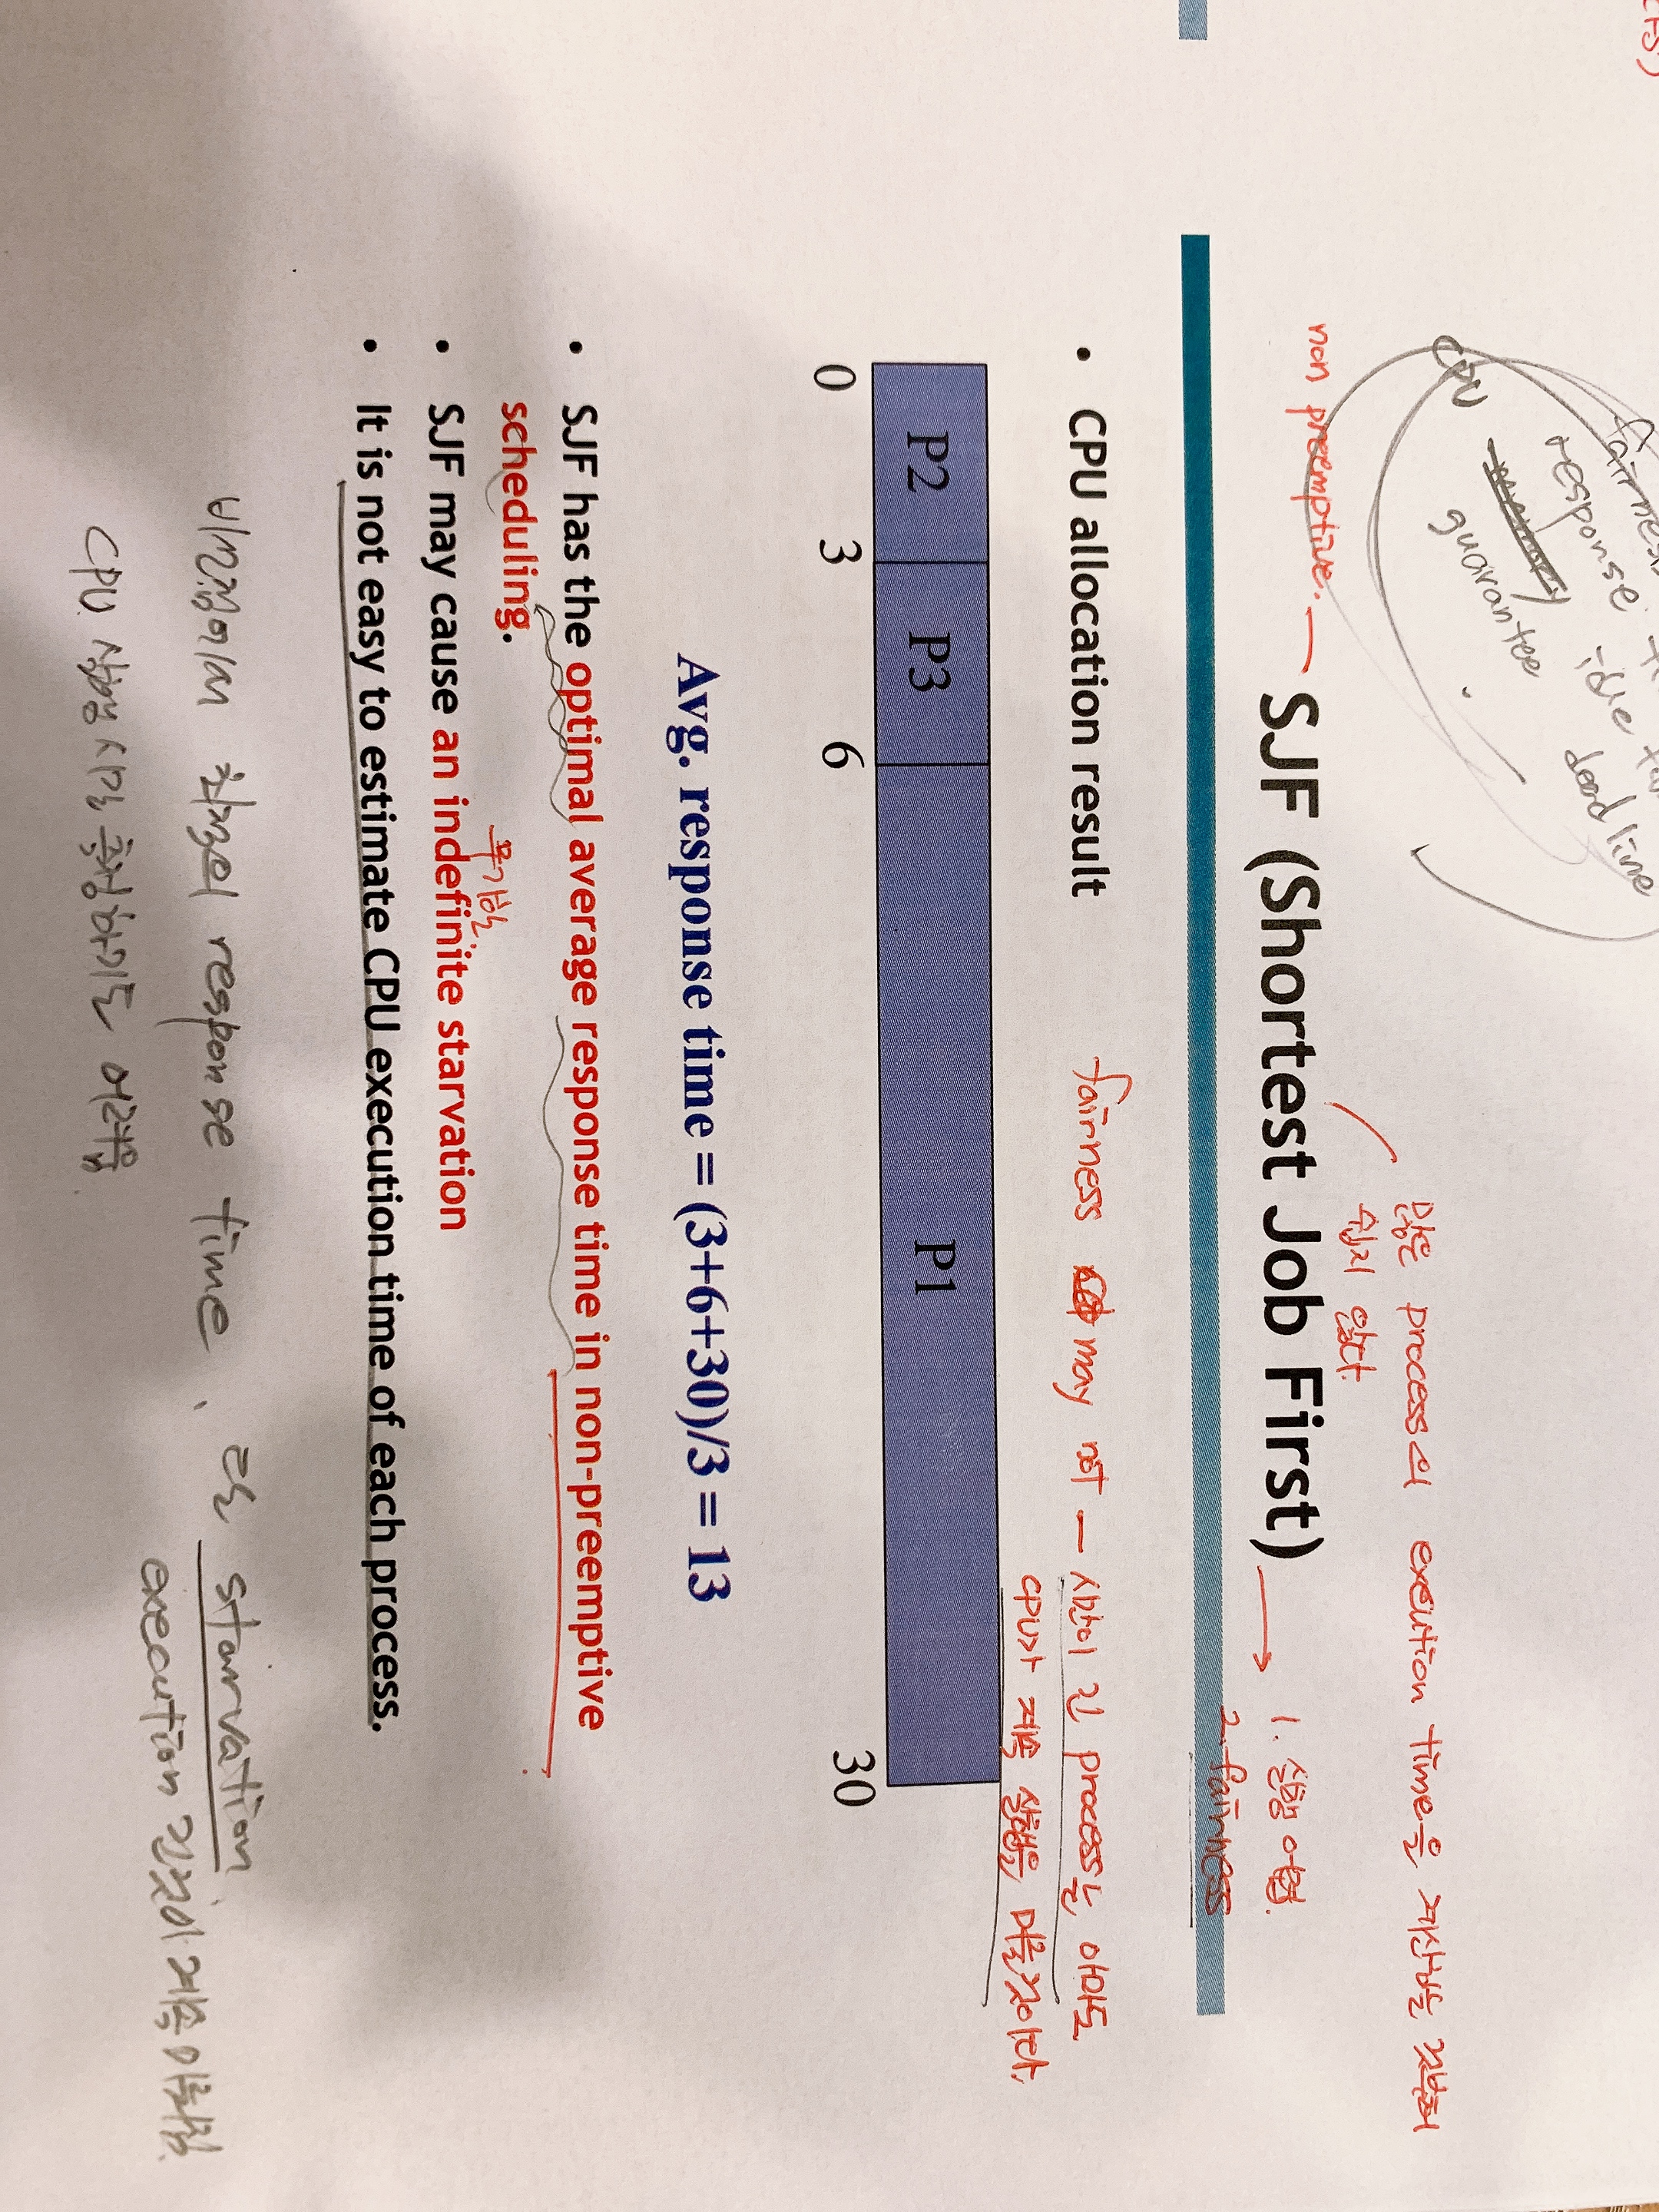 fairness
response
idle
memory
deadline
CPU
guarantee
많은 process의 exeution time을 계산하는 것부터
쉽지 않다.
non preemptive.
SJF (Shortest Job First)
1. 실행 어렵.
2. fairness
• CPU allocation result
fairness may not - 시간이 긴 process는 아마도
CPU가 계속 실행을 미룰것이다.
P2 P3 P1
0 3 6 30
Avg. response time = (3+6+30)/3 = 13
• SJF has the optimal average response time in non-preemptive
scheduling.
무기한.
• SJF may cause an indefinite starvation
• It is not easy to estimate CPU execution time of each process.
비선점에서 최적의 response time. 단 starvation.
execution 긴것이 계속 미뤄짐.
CPU 실행 시간 측정하기도 어려움.